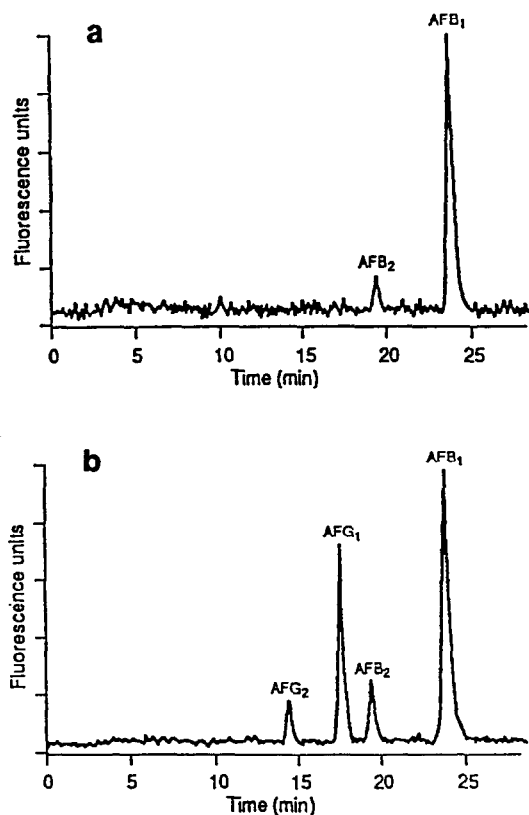 a
AFB₁
AFB₂
Fluorescence units
0 5 10 15 20 25
Time (min)
b
AFB₁
AFG₁
AFB₂
AFG₂
Fluorescence units
0 5 10 15 20 25
Time (min)